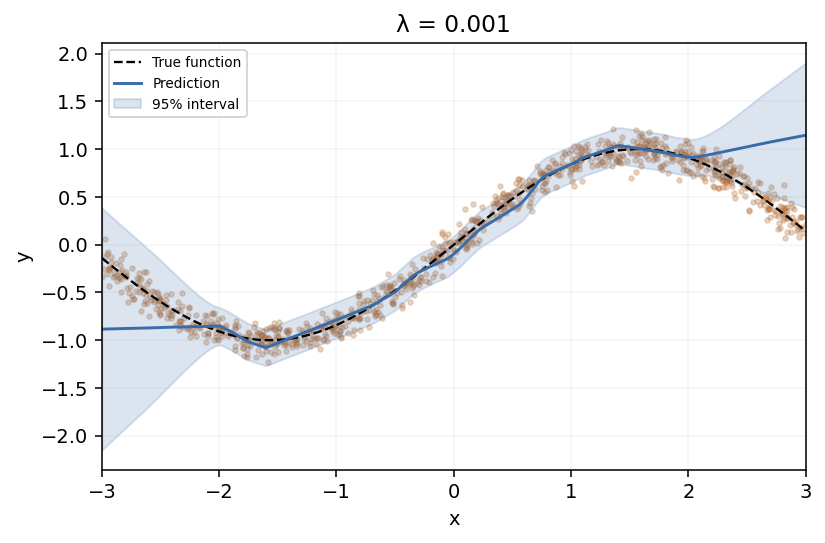 λ = 0.001
True function
Prediction
95% interval
2.0
1.5
1.0
0.5
0.0
−0.5
−1.0
−1.5
−2.0
y
−3 −2 −1 0 1 2 3
x